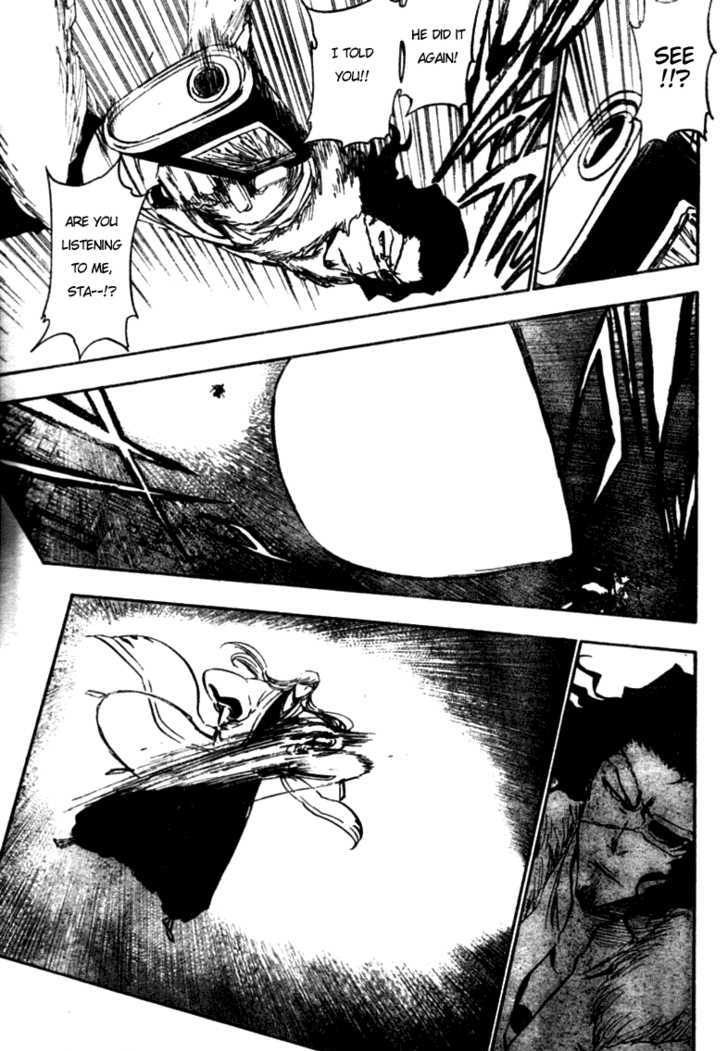 SEE
!!?
HE DID IT
AGAIN!
I TOLD
YOU!!
ARE YOU
LISTENING
TO ME,
STA--!?